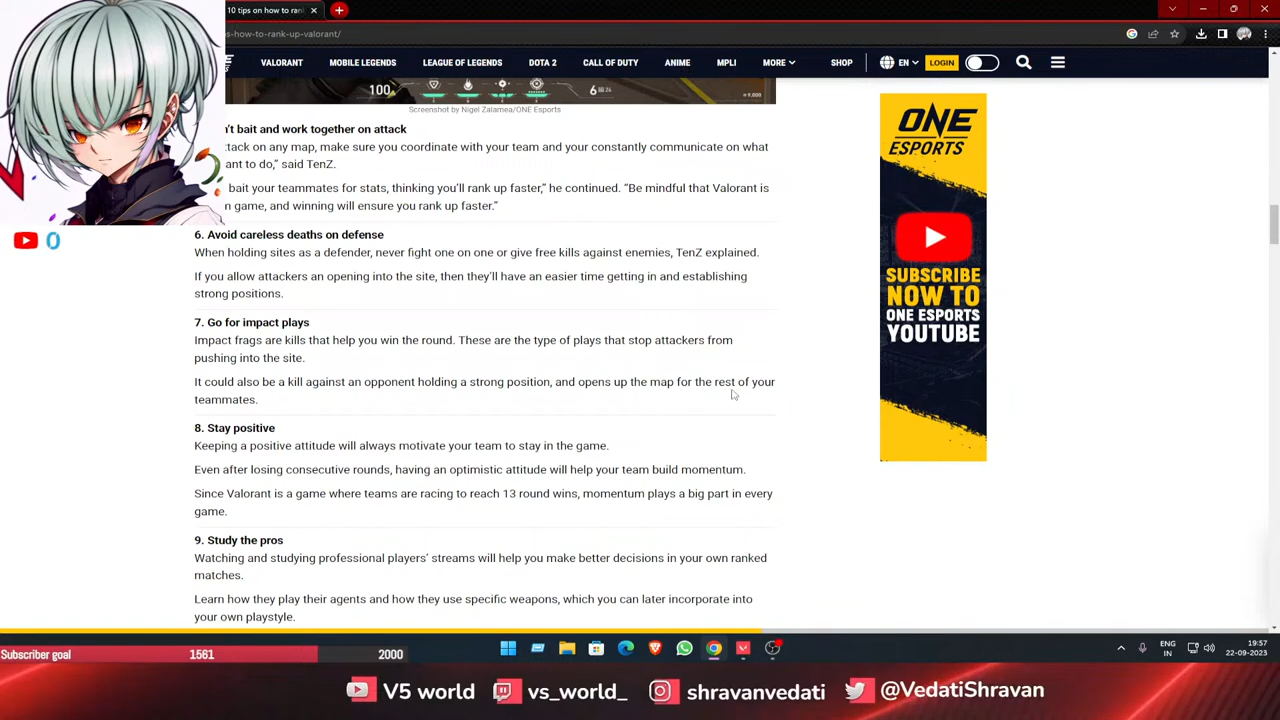 10 tips on how to ran
s-how-to-rank-up-valorant/
VALORANT MOBILE LEGENDS LEAGUE OF LEGENDS DOTA 2 CALL OF DUTY ANIME MPLI MORE SHOP EN LOGIN
100 6
Screenshot by Nigel Zalamea/ONE Esports
't bait and work together on attack
ttack on any map, make sure you coordinate with your team and your constantly communicate on what
ant to do,” said TenZ.
bait your teammates for stats, thinking you’ll rank up faster,” he continued. “Be mindful that Valorant is
n game, and winning will ensure you rank up faster.”
6. Avoid careless deaths on defense
When holding sites as a defender, never fight one on one or give free kills against enemies, TenZ explained.
If you allow attackers an opening into the site, then they’ll have an easier time getting in and establishing
strong positions.
7. Go for impact plays
Impact frags are kills that help you win the round. These are the type of plays that stop attackers from
pushing into the site.
It could also be a kill against an opponent holding a strong position, and opens up the map for the rest of your
teammates.
8. Stay positive
Keeping a positive attitude will always motivate your team to stay in the game.
Even after losing consecutive rounds, having an optimistic attitude will help your team build momentum.
Since Valorant is a game where teams are racing to reach 13 round wins, momentum plays a big part in every
game.
9. Study the pros
Watching and studying professional players’ streams will help you make better decisions in your own ranked
matches.
Learn how they play their agents and how they use specific weapons, which you can later incorporate into
your own playstyle.
ONE
ESPORTS
SUBSCRIBE
NOW TO
ONE ESPORTS
YOUTUBE
0
ENG
IN
19:57
22-09-2023
Subscriber goal 1561 2000
V5 world vs_world_ shravanvedati @VedatiShravan